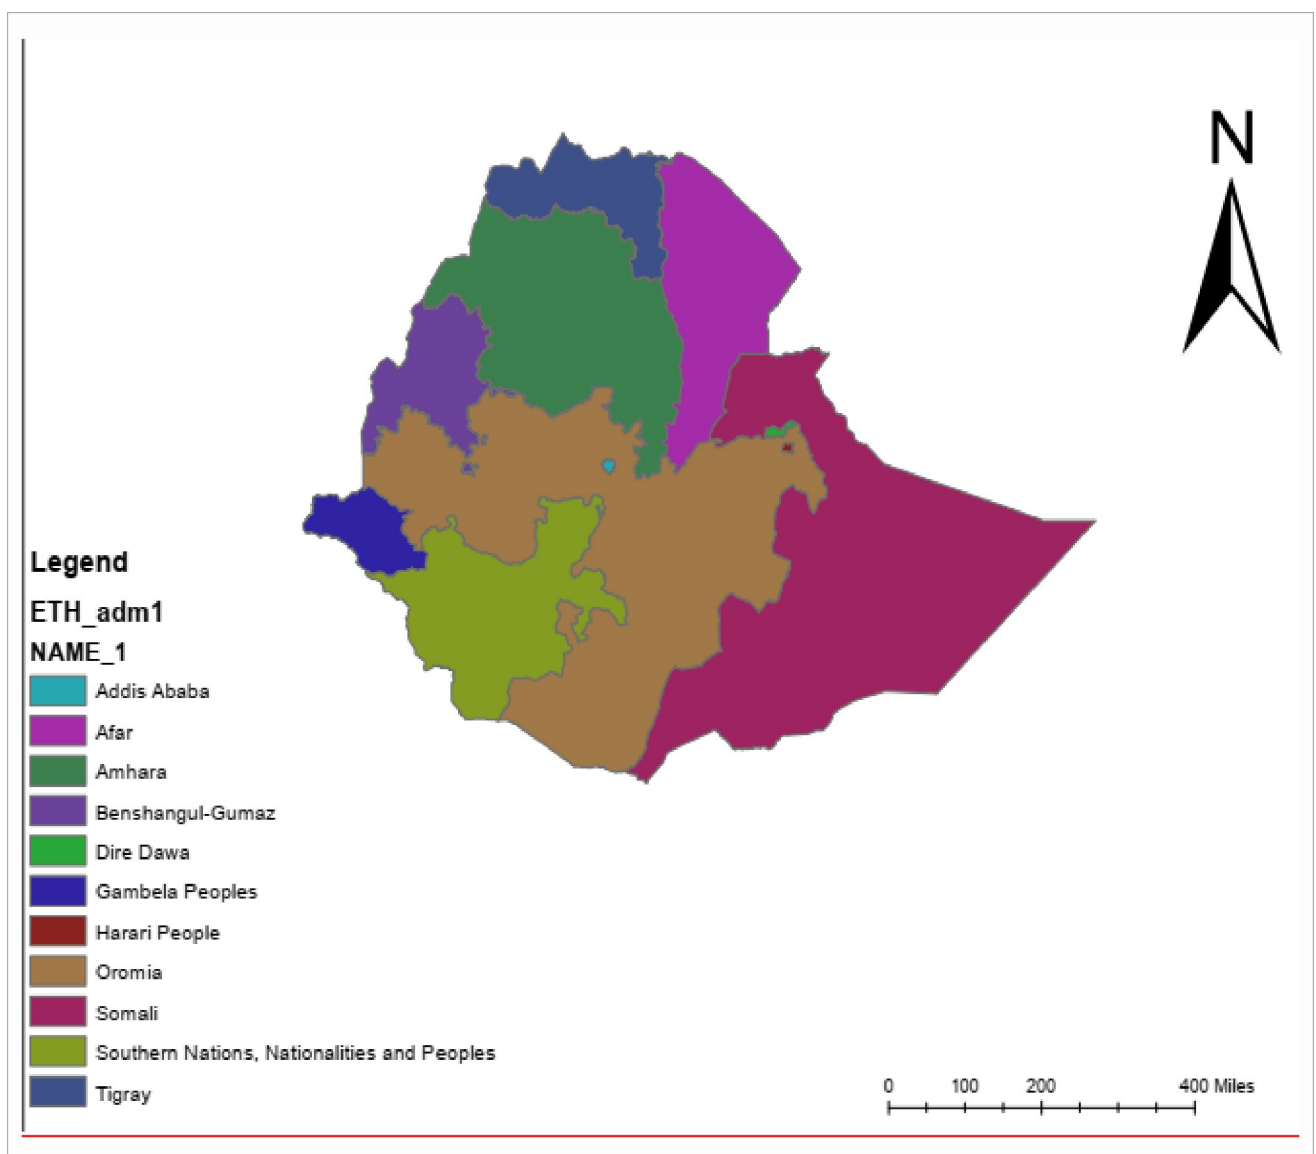 N
Legend
ETH_adm1
NAME_1
Addis Ababa
Afar
Amhara
Benshangul-Gumaz
Dire Dawa
Gambela Peoples
Harari People
Oromia
Somali
Southern Nations, Nationalities and Peoples
Tigray
0 100 200 400 Miles